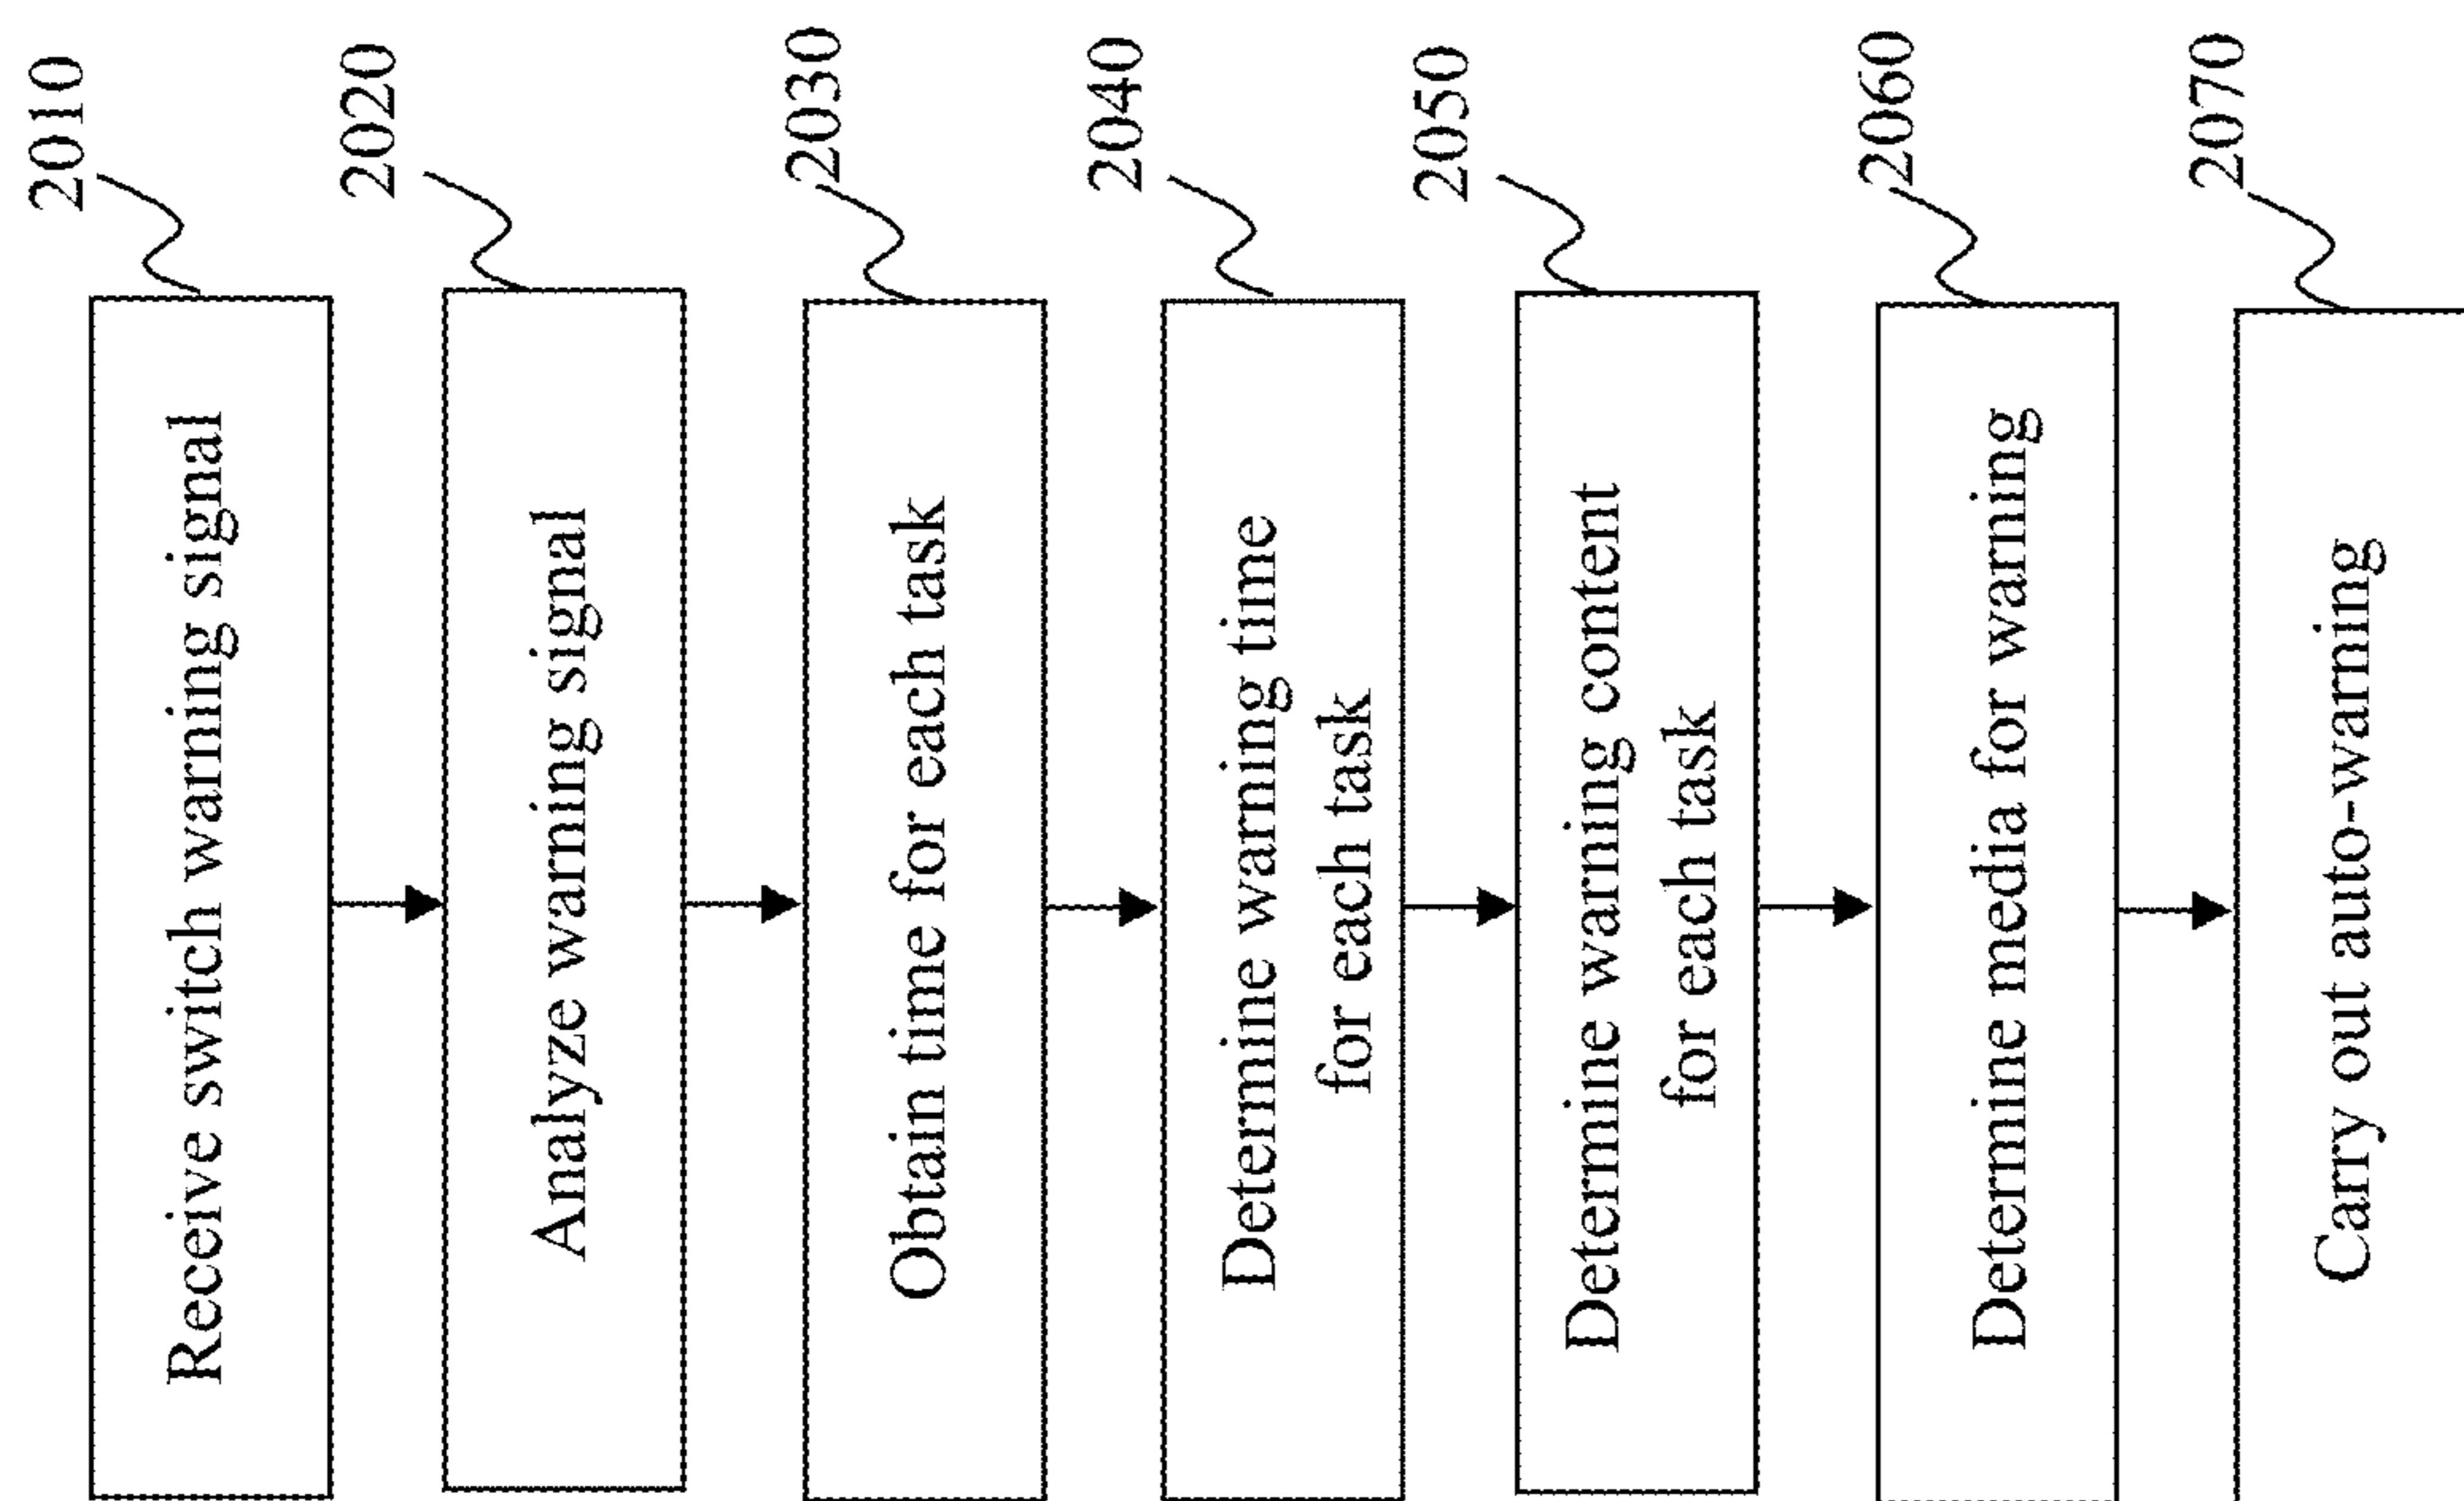 2010
Receive switch warning signal
2020
Analyze warning signal
2030
Obtain time for each task
2040
Determine warning time
for each task
2050
Determine warning content
for each task
2060
Determine media for warning
2070
Carry out auto-warning